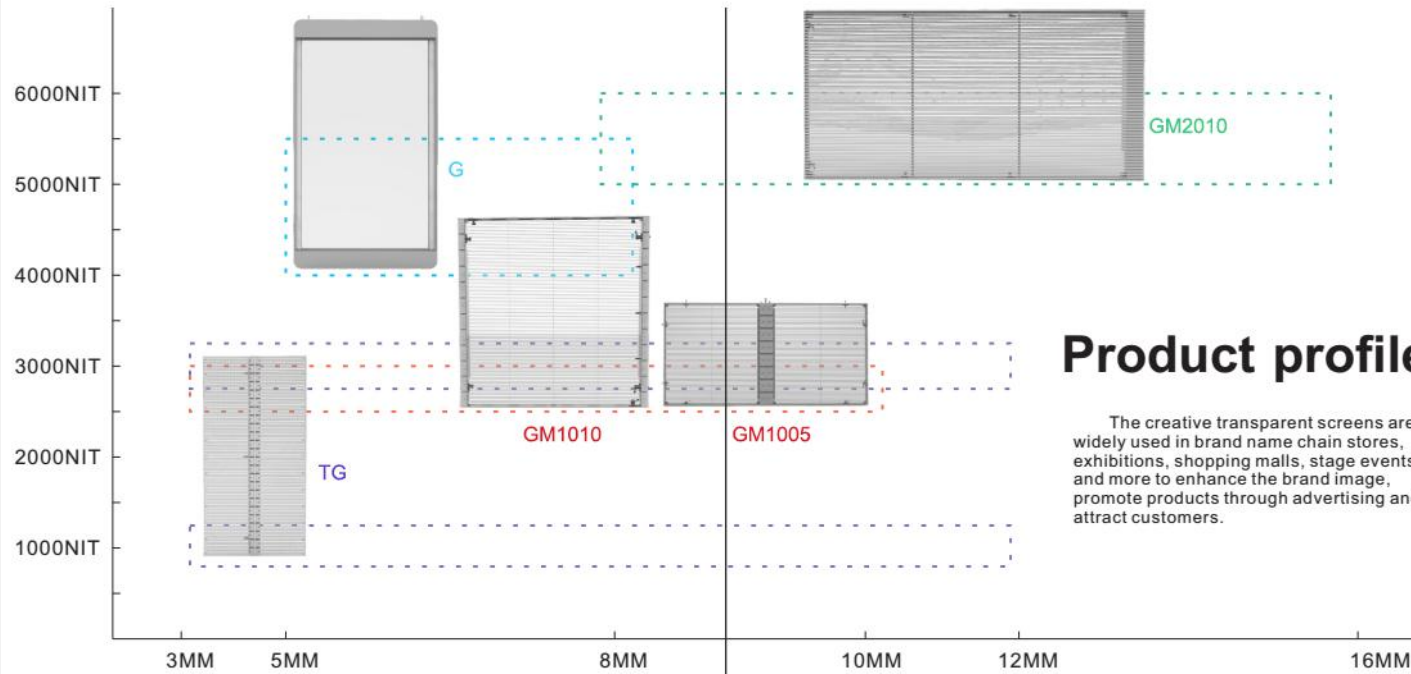 6000NIT
GM2010
G
5000NIT
4000NIT
3000NIT
Product profile
The creative transparent screens are
widely used in brand name chain stores,
exhibitions, shopping malls, stage events
and more to enhance the brand image,
promote products through advertising and
attract customers.
GM1010
GM1005
2000NIT
TG
1000NIT
3MM
5MM
8MM
10MM
12MM
16MM